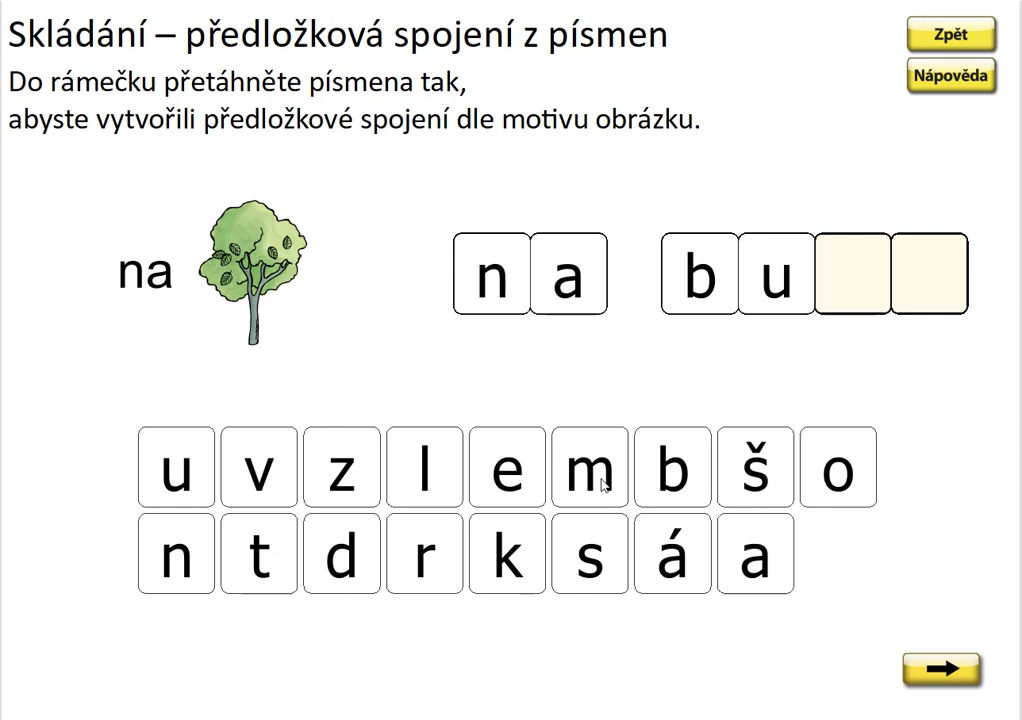 Skládání – předložková spojení z písmen
Zpět
Nápověda
Do rámečku přetáhněte písmena tak,
abyste vytvořili předložkové spojení dle motivu obrázku.
na
n a b u
u v z l e m b š o
n t d r k s á a